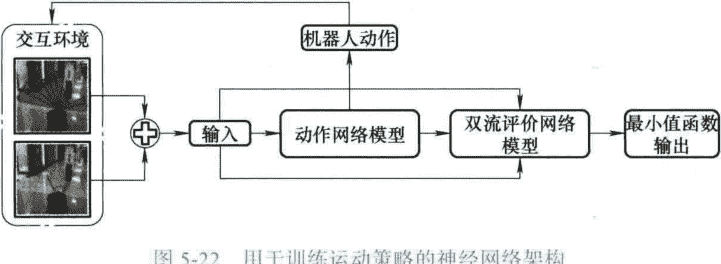 交互环境
机器人动作
输入
动作网络模型
双流评价网络
模型
最小值函数
输出
图 5-22 用于训练运动策略的神经网络架构